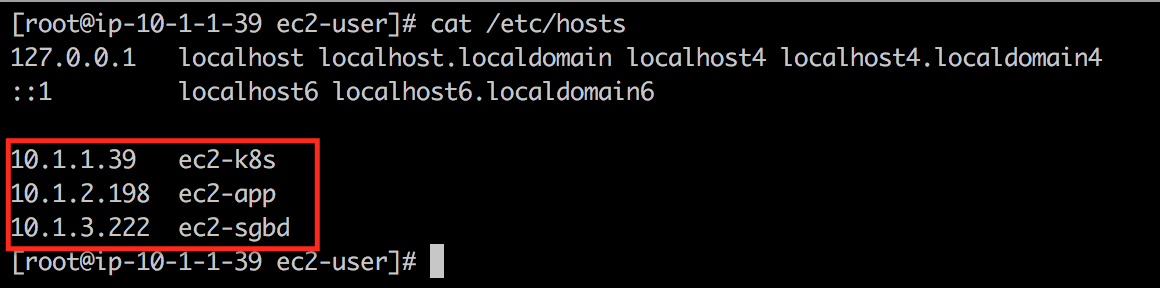 [root@ip-10-1-1-39 ec2-user]# cat /etc/hosts
127.0.0.1   localhost localhost.localdomain localhost4 localhost4.localdomain4
::1         localhost6 localhost6.localdomain6

10.1.1.39   ec2-k8s
10.1.2.198  ec2-app
10.1.3.222  ec2-sgbd
[root@ip-10-1-1-39 ec2-user]#